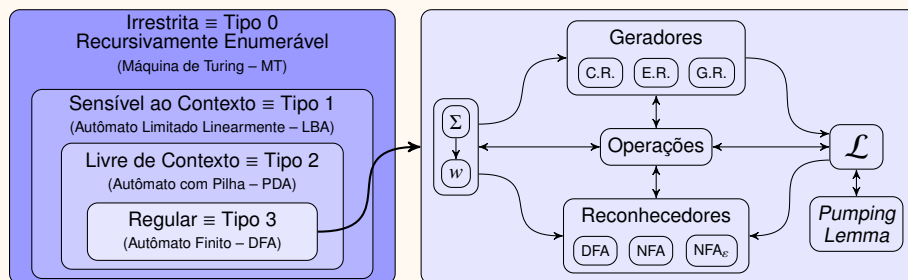 Irrestrita ≡ Tipo 0
Recursivamente Enumerável
(Máquina de Turing – MT)
Sensível ao Contexto ≡ Tipo 1
(Autômato Limitado Linearmente – LBA)
Livre de Contexto ≡ Tipo 2
(Autômato com Pilha – PDA)
Regular ≡ Tipo 3
(Autômato Finito – DFA)
Geradores
C.R. E.R. G.R.
Σ
w
Operações
ℒ
Reconhecedores
DFA NFA NFAε
Pumping
Lemma